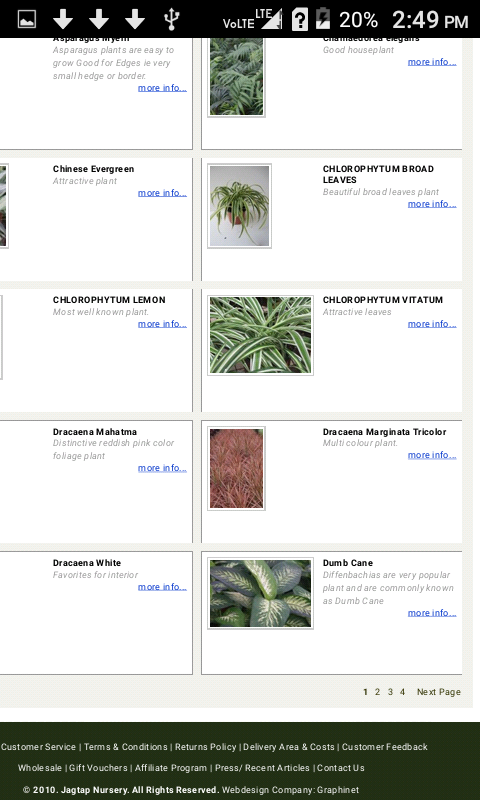 VoLTE LTE 20% 2:49 PM
Asparagus Myern
Asparagus plants are easy to
grow Good for Edges ie very
small hedge or border.
more info...
Chamaedorea elegans
Good houseplant
more info...
Chinese Evergreen
Attractive plant
more info...
CHLOROPHYTUM BROAD
LEAVES
Beautiful broad leaves plant
more info...
CHLOROPHYTUM LEMON
Most well known plant.
more info...
CHLOROPHYTUM VITATUM
Attractive leaves
more info...
Dracaena Mahatma
Distinctive reddish pink color
foliage plant
more info...
Dracaena Marginata Tricolor
Multi colour plant.
more info...
Dracaena White
Favorites for interior
more info...
Dumb Cane
Diffenbachias are very popular
plant and are commonly known
as Dumb Cane
more info...
1 2 3 4 Next Page
Customer Service | Terms & Conditions | Returns Policy | Delivery Area & Costs | Customer Feedback
Wholesale | Gift Vouchers | Affiliate Program | Press/ Recent Articles | Contact Us
© 2010. Jagtap Nursery. All Rights Reserved. Webdesign Company: Graphinet